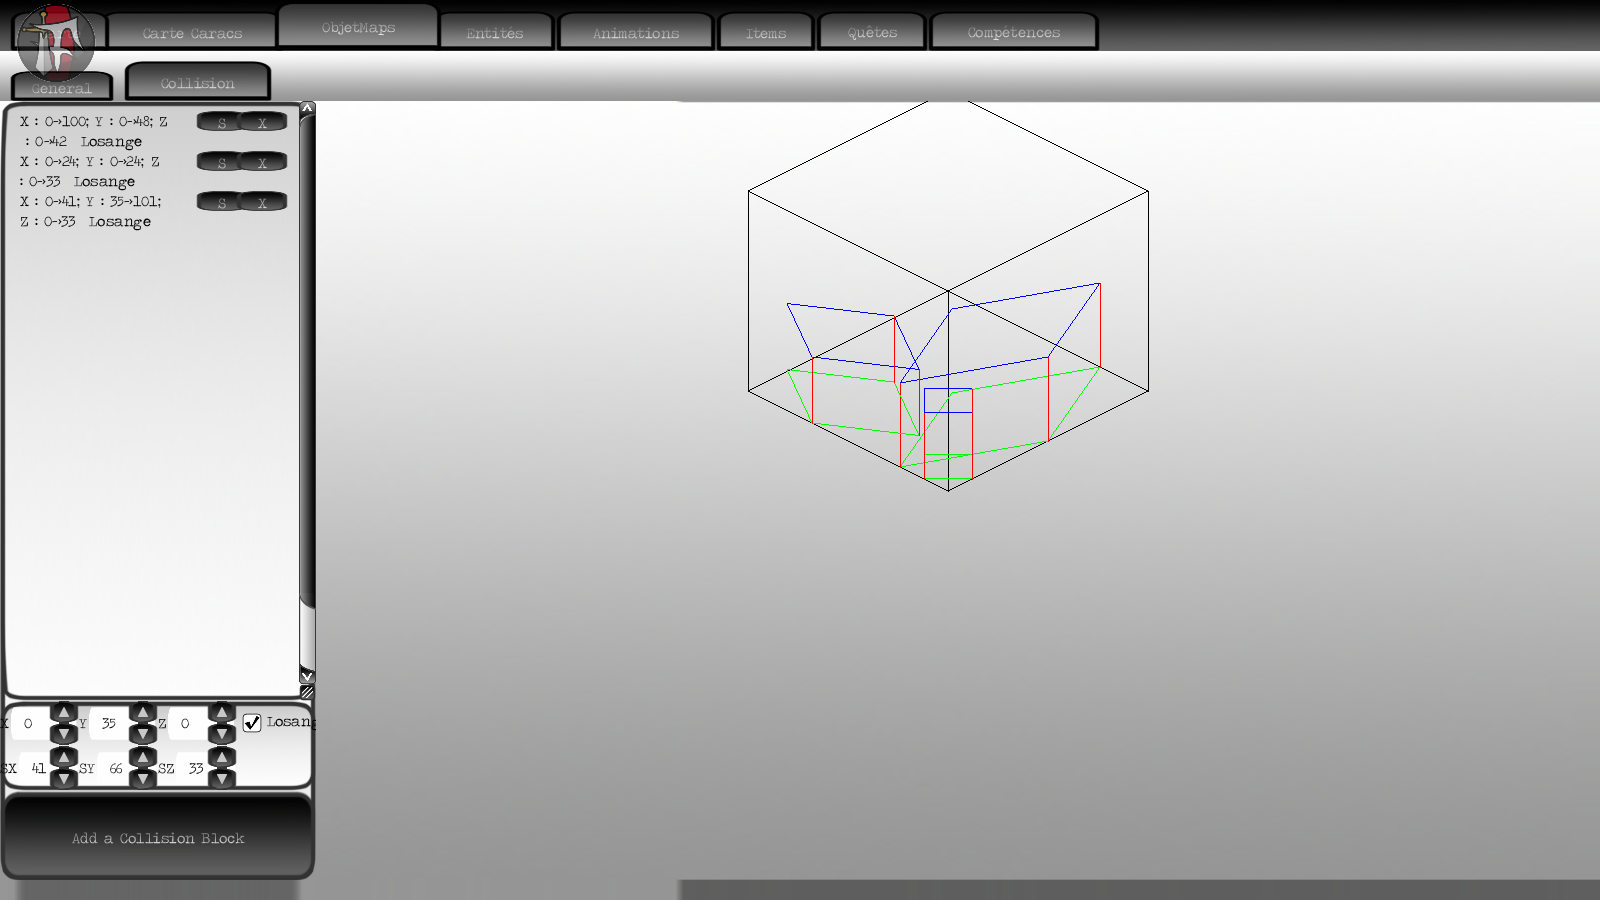 Carte Caracs
ObjetMaps
Entités
Animations
Items
Quêtes
Compétences
General
Collision
X : 0→100; Y : 0→48; Z
: 0→42 Losange
S X
X : 0→24; Y : 0→24; Z
: 0→33 Losange
S X
X : 0→41; Y : 35→101;
Z : 0→33 Losange
S X
X 0 Y 35 Z 0 Losang
SX 41 SY 66 SZ 33
Add a Collision Block